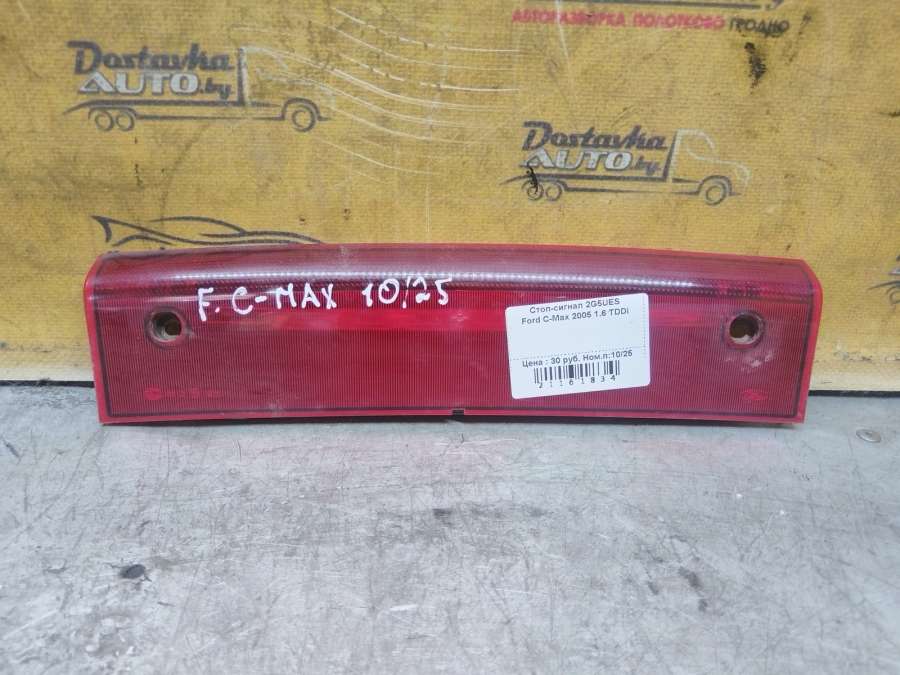 АВТОРАЗБОРКА ПОЛОТКОВО ГРОДНО
Dostavka
AUTO.by
Dostavka
AUTO.by
F. C-MAX 10/25
Стоп-сигнал 2G5UES
Ford C-Max 2005 1.6 TDDi
Цена : 30 руб. Ном.п:10/25
21161834